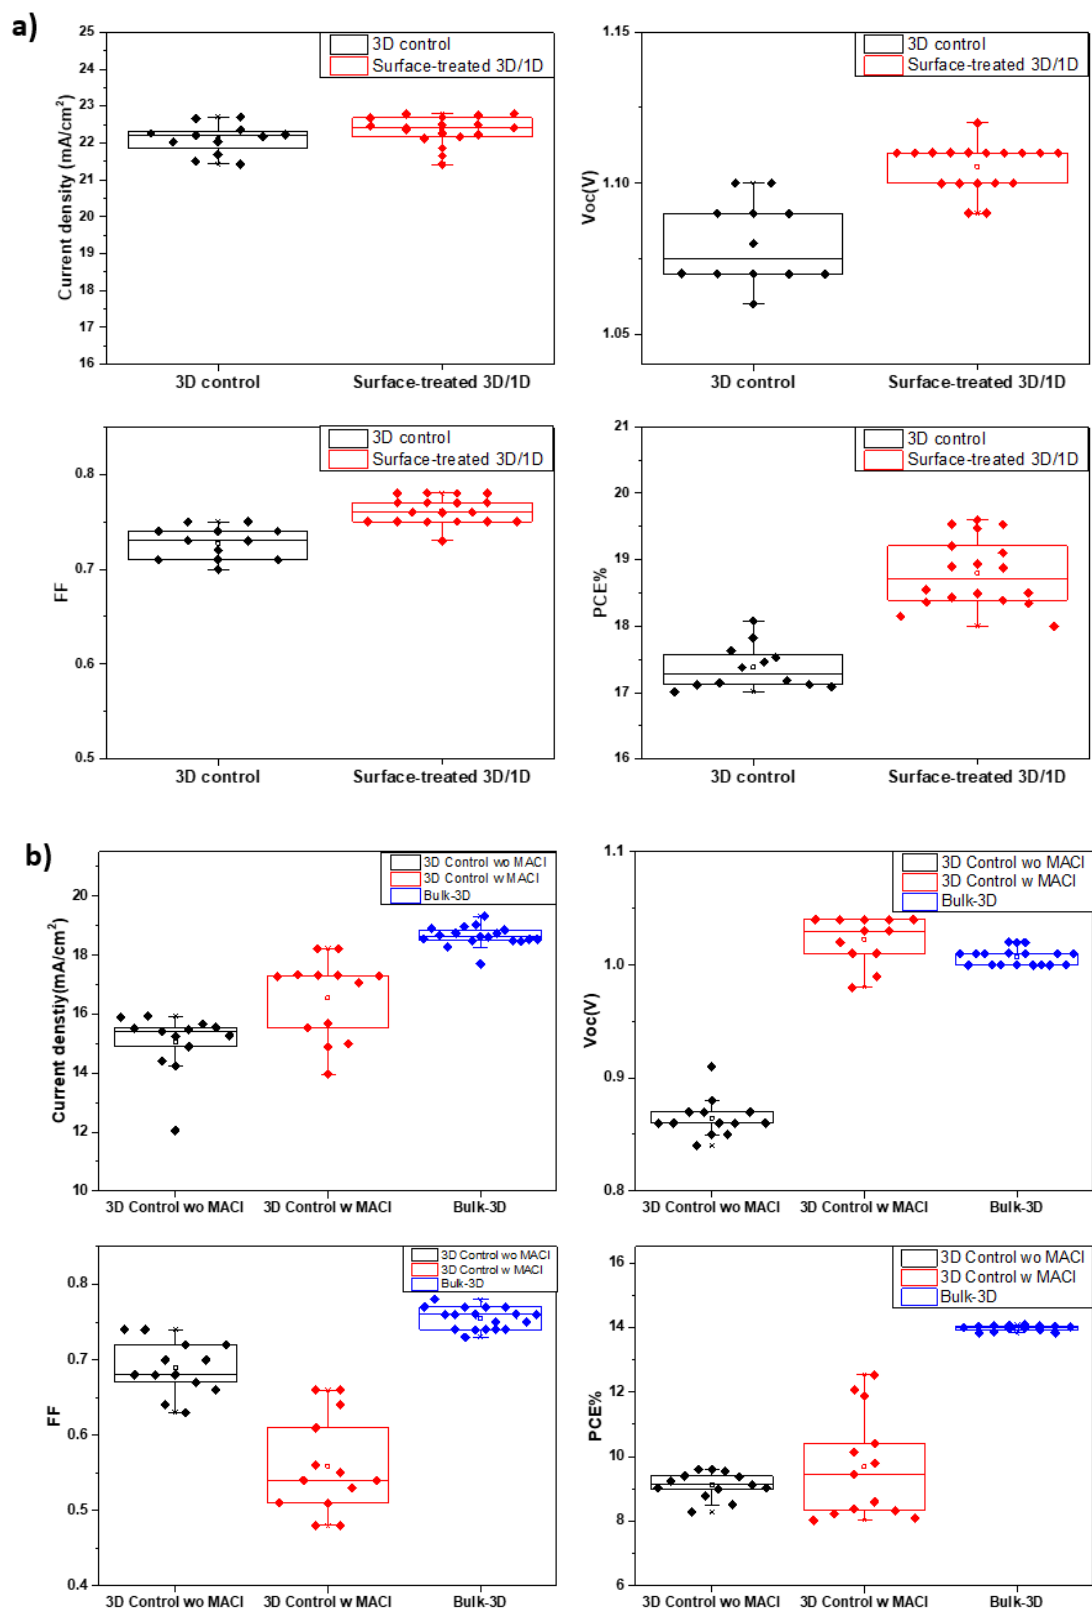 a)
25
24
23
22
21
20
19
18
17
16
Current density (mA/cm²)
3D control
Surface-treated 3D/1D
3D control
Surface-treated 3D/1D
1.15
1.10
1.05
Voc(V)
3D control
Surface-treated 3D/1D
3D control
Surface-treated 3D/1D
0.8
0.7
0.6
0.5
FF
3D control
Surface-treated 3D/1D
3D control
Surface-treated 3D/1D
21
20
19
18
17
16
PCE%
3D control
Surface-treated 3D/1D
3D control
Surface-treated 3D/1D
b)
20
18
16
14
12
10
Current denstiy(mA/cm²)
3D Control wo MACl
3D Control w MACl
Bulk-3D
3D Control wo MACl
3D Control w MACl
Bulk-3D
1.1
1.0
0.9
0.8
Voc(V)
3D Control wo MACl
3D Control w MACl
Bulk-3D
3D Control wo MACl
3D Control w MACl
Bulk-3D
0.8
0.7
0.6
0.5
0.4
FF
3D Control wo MACl
3D Control w MACl
Bulk-3D
3D Control wo MACl
3D Control w MACl
Bulk-3D
16
14
12
10
8
6
PCE%
3D Control wo MACl
3D Control w MACl
Bulk-3D
3D Control wo MACl
3D Control w MACl
Bulk-3D